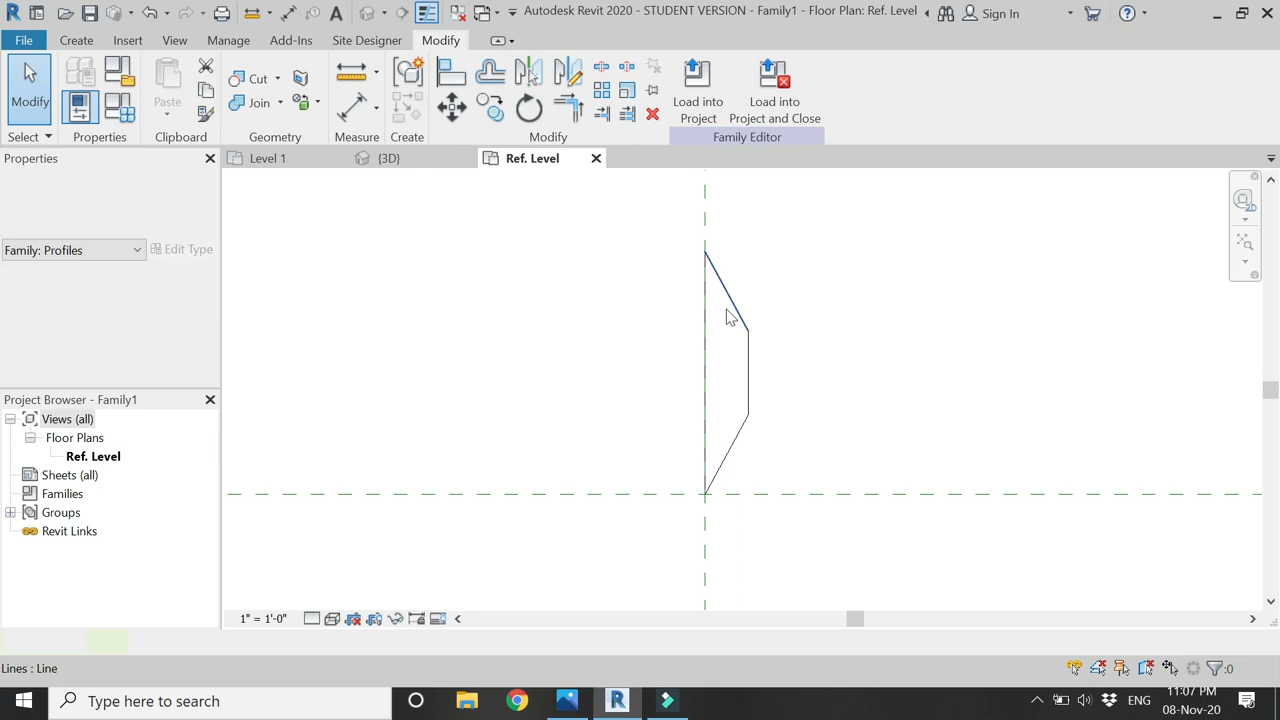 Autodesk Revit 2020 - STUDENT VERSION - Family1 - Floor Plan: Ref. Level
Sign In
File Create Insert View Manage Add-Ins Site Designer Modify
Modify
Paste
Cut
Join
Load into
Project
Load into
Project and Close
Select Properties Clipboard Geometry Measure Create Modify Family Editor
Properties
Level 1 {3D} Ref. Level
Family: Profiles Edit Type
Project Browser - Family1
Views (all)
Floor Plans
Ref. Level
Sheets (all)
Families
Groups
Revit Links
2D
1" = 1'-0"
Lines : Line
:0
Type here to search
ENG
11:07 PM
08-Nov-20